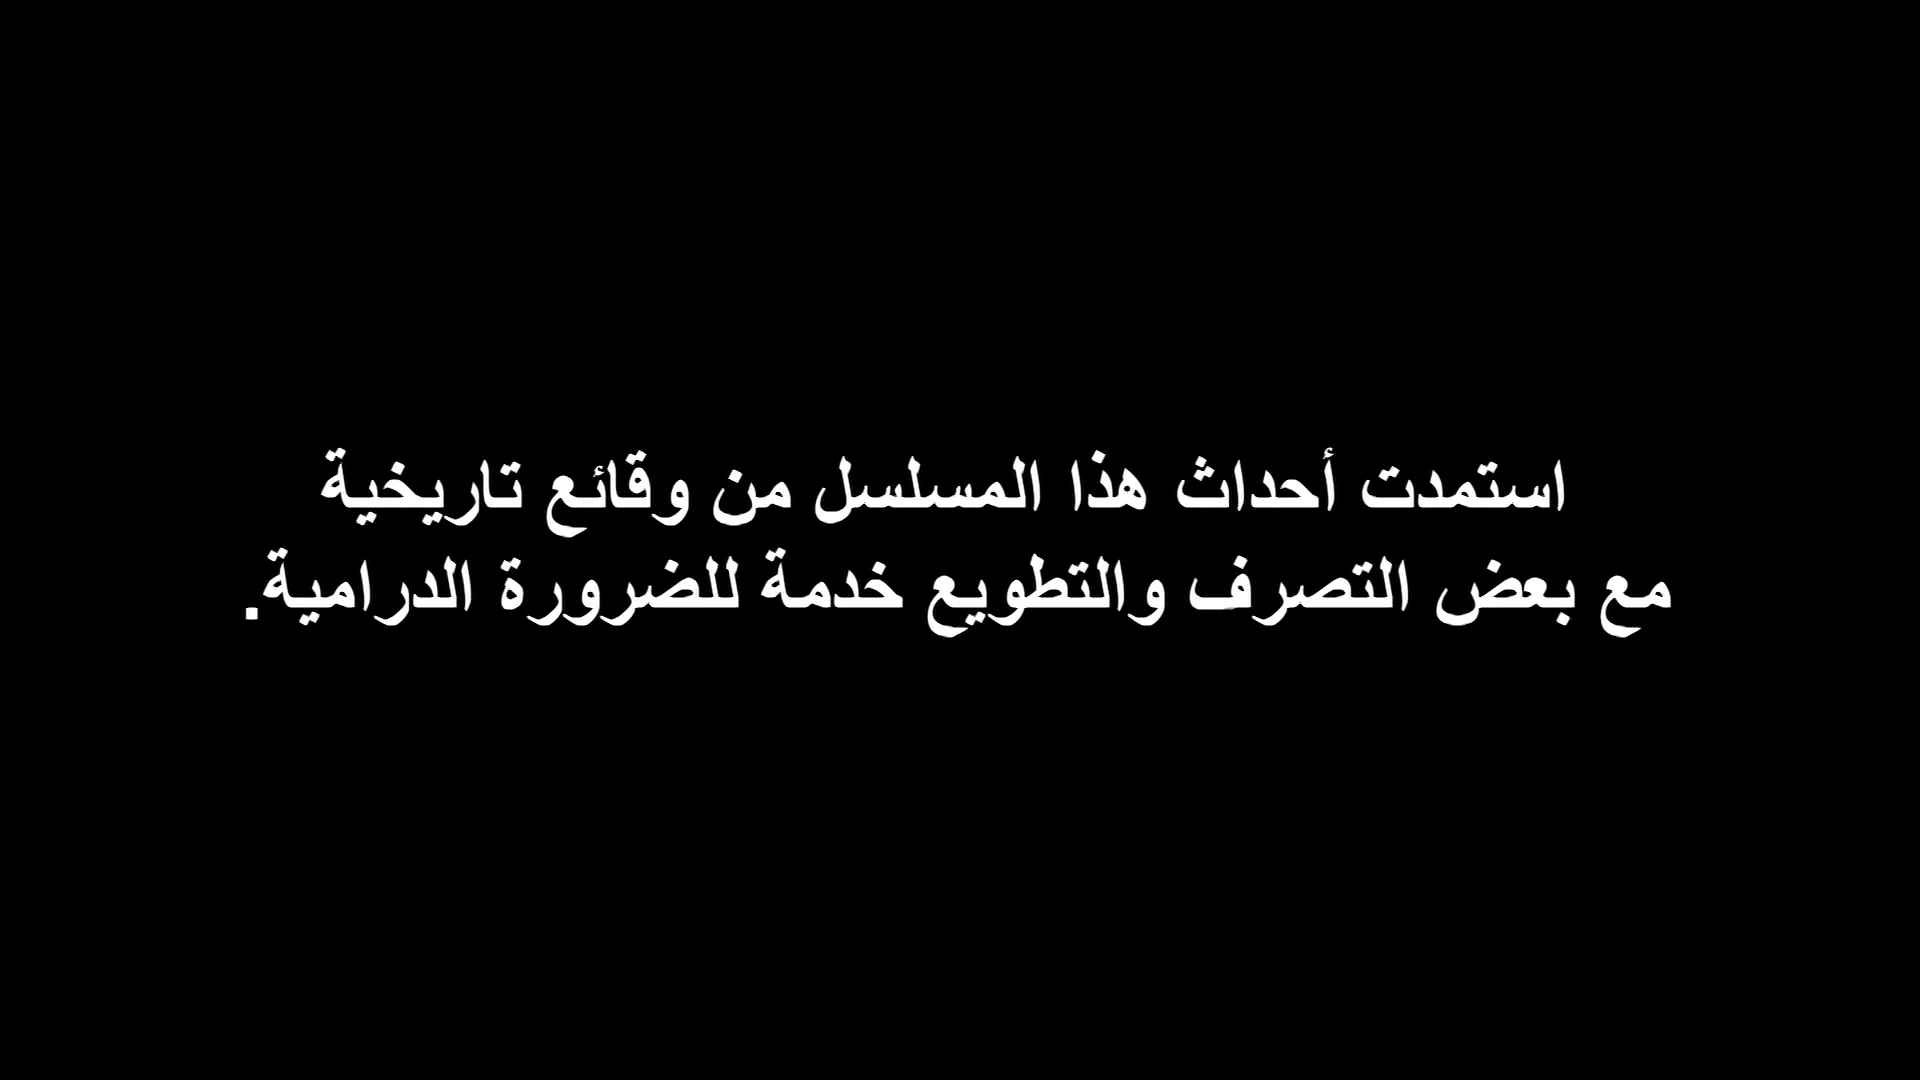 استمدت أحداث هذا المسلسل من وقائع تاريخية
مع بعض التصرف والتطويع خدمة للضرورة الدرامية.